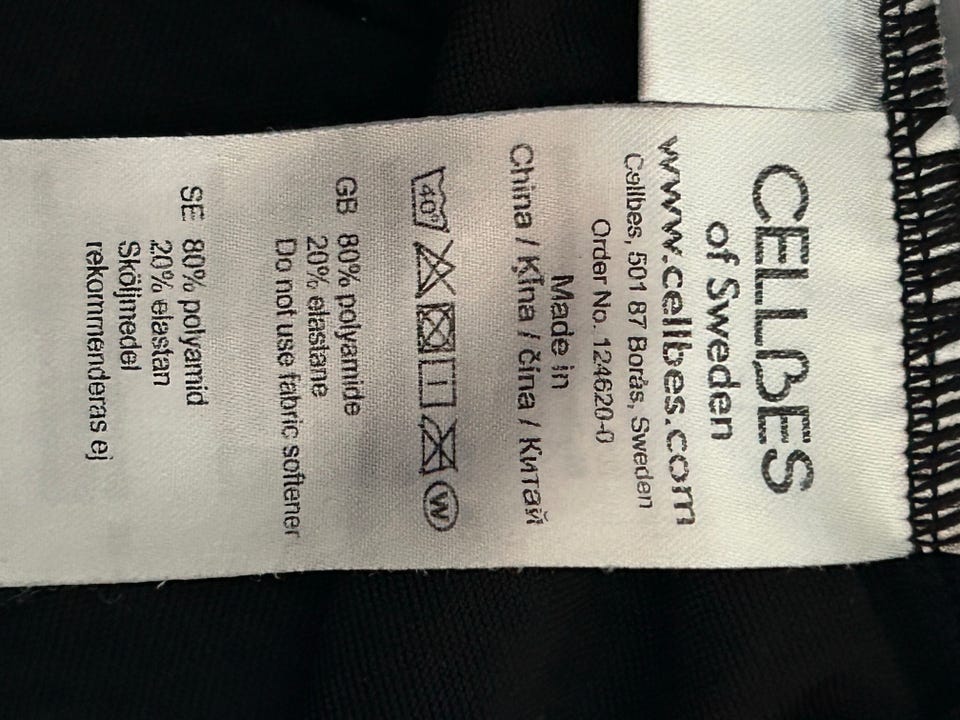 CELLBES
of Sweden
www.cellbes.com
Cellbes, 501 87 Borås, Sweden
Order No. 124620-0
Made in
China / Ķīna / čína / Китай
40°
W
GB 80% polyamide
20% elastane
Do not use fabric softener
SE 80% polyamid
20% elastan
Sköljmedel
rekommenderas ej